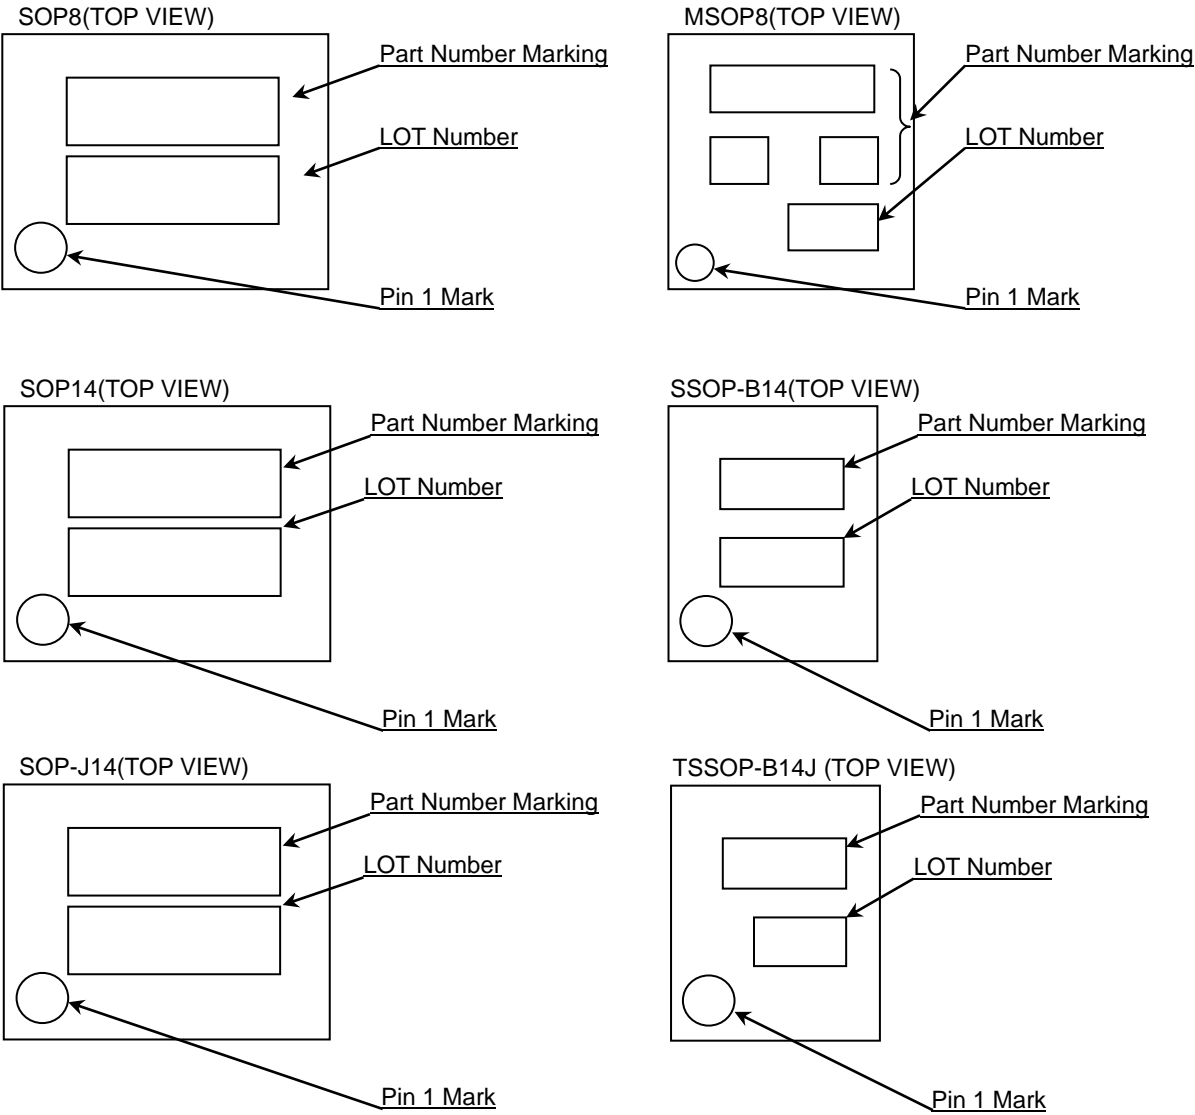 SOP8(TOP VIEW)
Part Number Marking
LOT Number
Pin 1 Mark
MSOP8(TOP VIEW)
Part Number Marking
LOT Number
Pin 1 Mark
SOP14(TOP VIEW)
Part Number Marking
LOT Number
Pin 1 Mark
SSOP-B14(TOP VIEW)
Part Number Marking
LOT Number
Pin 1 Mark
SOP-J14(TOP VIEW)
Part Number Marking
LOT Number
Pin 1 Mark
TSSOP-B14J (TOP VIEW)
Part Number Marking
LOT Number
Pin 1 Mark